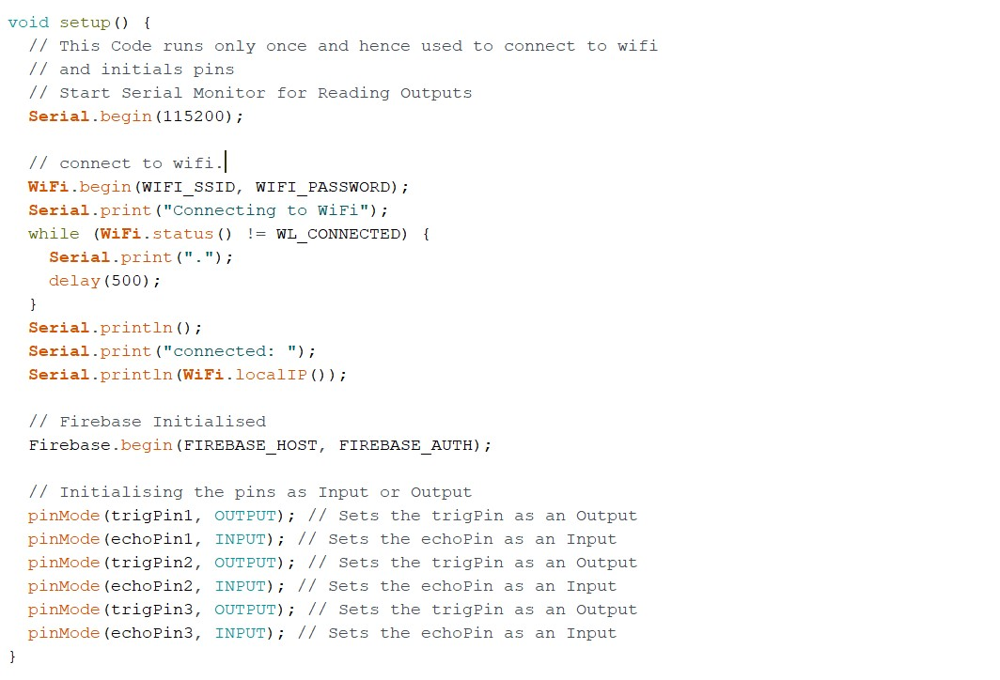 void setup() {
  // This Code runs only once and hence used to connect to wifi
  // and initials pins
  // Start Serial Monitor for Reading Outputs
  Serial.begin(115200);

  // connect to wifi.
  WiFi.begin(WIFI_SSID, WIFI_PASSWORD);
  Serial.print("Connecting to WiFi");
  while (WiFi.status() != WL_CONNECTED) {
    Serial.print(".");
    delay(500);
  }
  Serial.println();
  Serial.print("connected: ");
  Serial.println(WiFi.localIP());

  // Firebase Initialised
  Firebase.begin(FIREBASE_HOST, FIREBASE_AUTH);

  // Initialising the pins as Input or Output
  pinMode(trigPin1, OUTPUT); // Sets the trigPin as an Output
  pinMode(echoPin1, INPUT); // Sets the echoPin as an Input
  pinMode(trigPin2, OUTPUT); // Sets the trigPin as an Output
  pinMode(echoPin2, INPUT); // Sets the echoPin as an Input
  pinMode(trigPin3, OUTPUT); // Sets the trigPin as an Output
  pinMode(echoPin3, INPUT); // Sets the echoPin as an Input
}